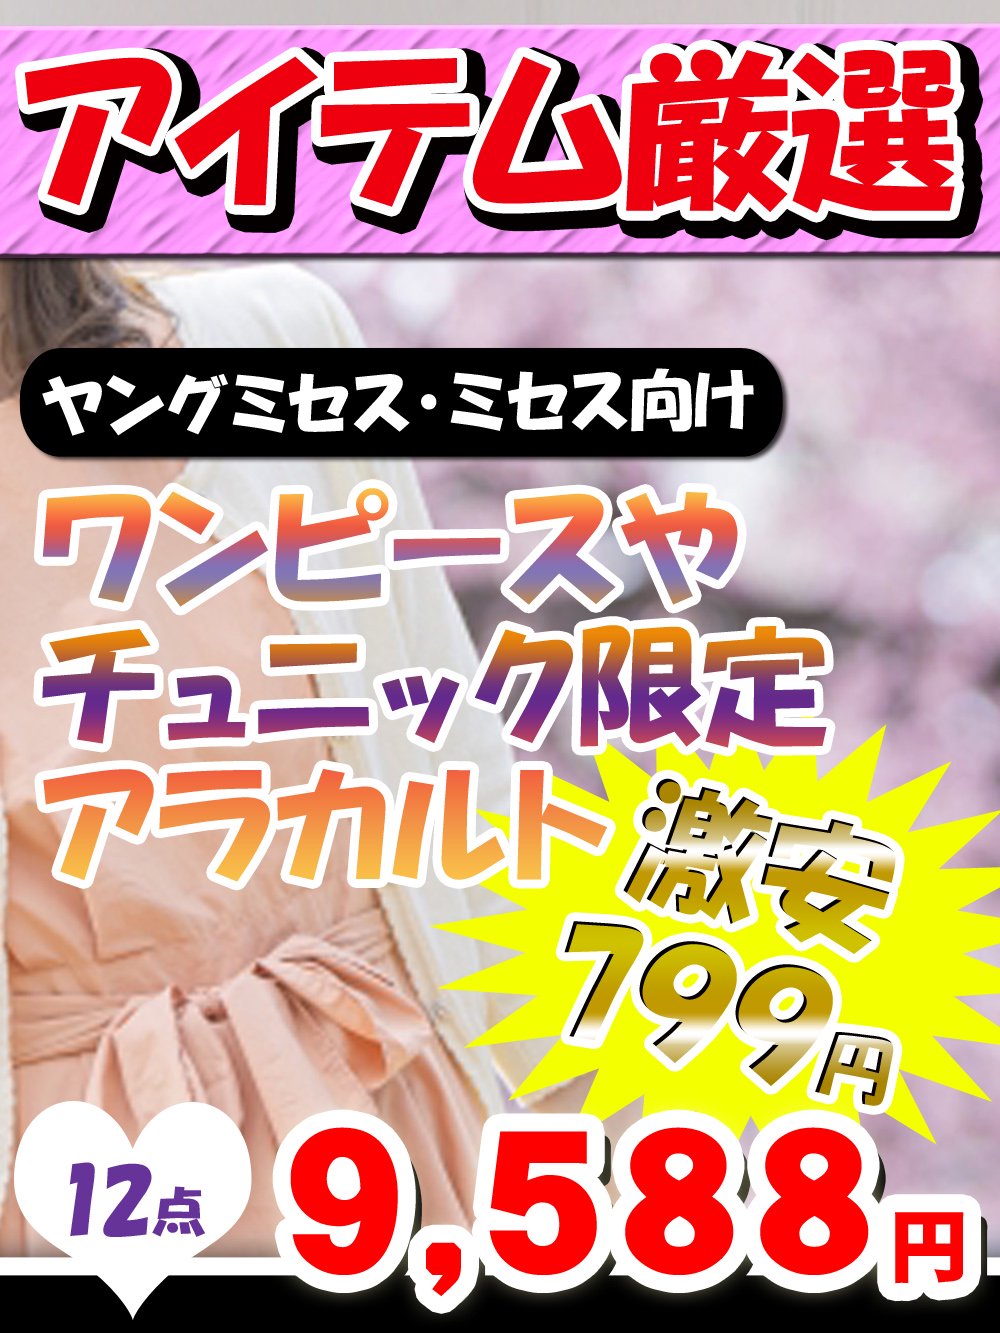 アイテム厳選
ヤングミセス・ミセス向け
ワンピースや
チュニック限定
アラカルト
激安
799円
12点
9,588円